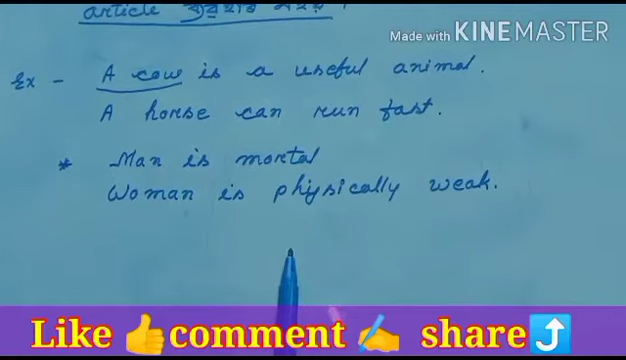 article ব্যবহার
Made with KINEMASTER
Ex - A cow is a useful animal.
A horse can run fast.
* Man is mortal
Woman is physically weak.
Like 👍 comment ✍ share ⤴